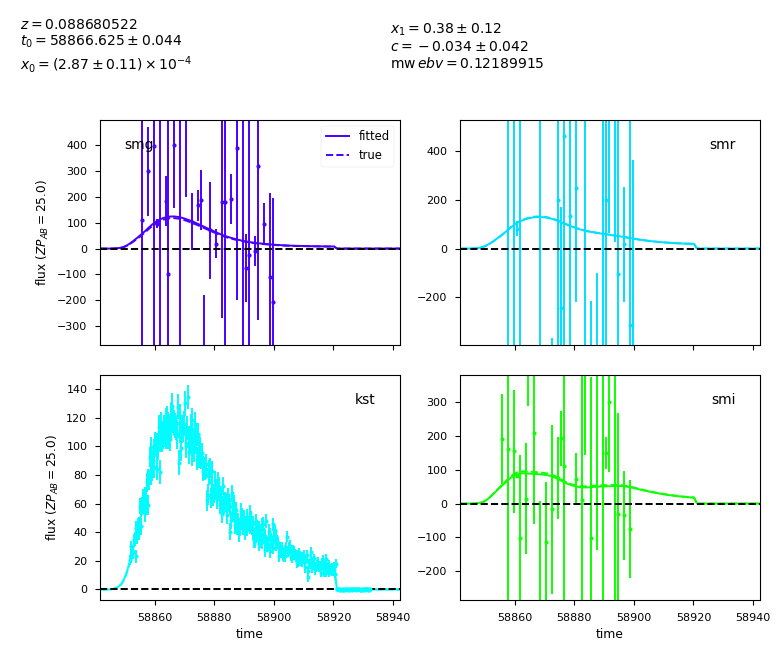 z = 0.088680522
t₀ = 58866.625 ± 0.044
x₀ = (2.87 ± 0.11) × 10⁻⁴
x₁ = 0.38 ± 0.12
c = −0.034 ± 0.042
mw ebv = 0.12189915
smg
fitted
true
400
300
200
100
0
−100
−200
−300
flux (ZP_AB = 25.0)
smr
400
200
0
−200
kst
140
120
100
80
60
40
20
0
flux (ZP_AB = 25.0)
58860 58880 58900 58920 58940
time
smi
300
200
100
0
−100
−200
58860 58880 58900 58920 58940
time